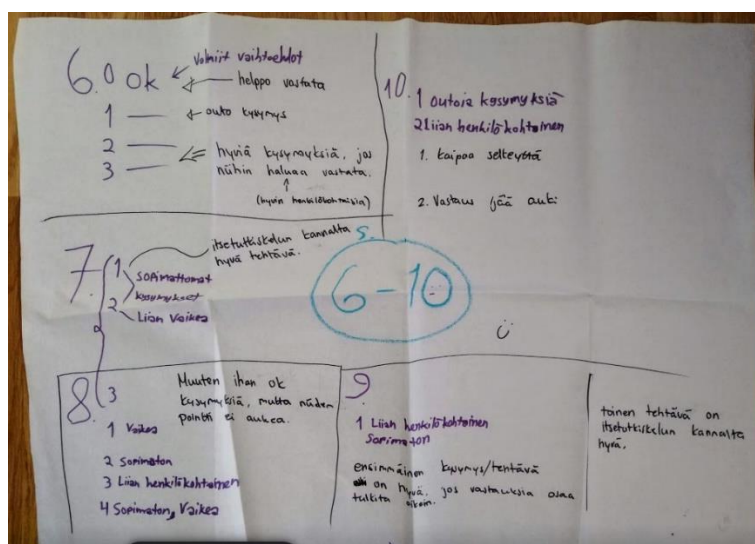 6. 0 ok
Valmiit vaihtoehdot
helppo vastata
1 — outo kysymys
2 —
3 —
hyviä kysymyksiä, jos
niihin haluaa vastata.
(hyvin henkilökohtaisia)
10.
1 outoja kysymyksiä
2 Liian henkilökohtainen
1. kaipaa selkeyttä
2. Vastaus jää auki
7.
1
itsetutkiskelun kannalta
hyvä tehtävä.
sopimattomat
kysymykset
2 Liian Vaikea
3
s. 6-10
8.
Muuten ihan ok
kysymyksiä, mutta näiden
pointti ei aukea.
1 Vaikea
2 Sopimaton
3 Liian henkilökohtainen
4 Sopimaton, Vaikea
9.
1 Liian henkilökohtainen
Sopimaton
ensimmäinen kysymys/tehtävä
on hyvä, jos vastauksia osaa
tulkita oikein.
toinen tehtävä on
itsetutkiskelun kannalta
hyvä.